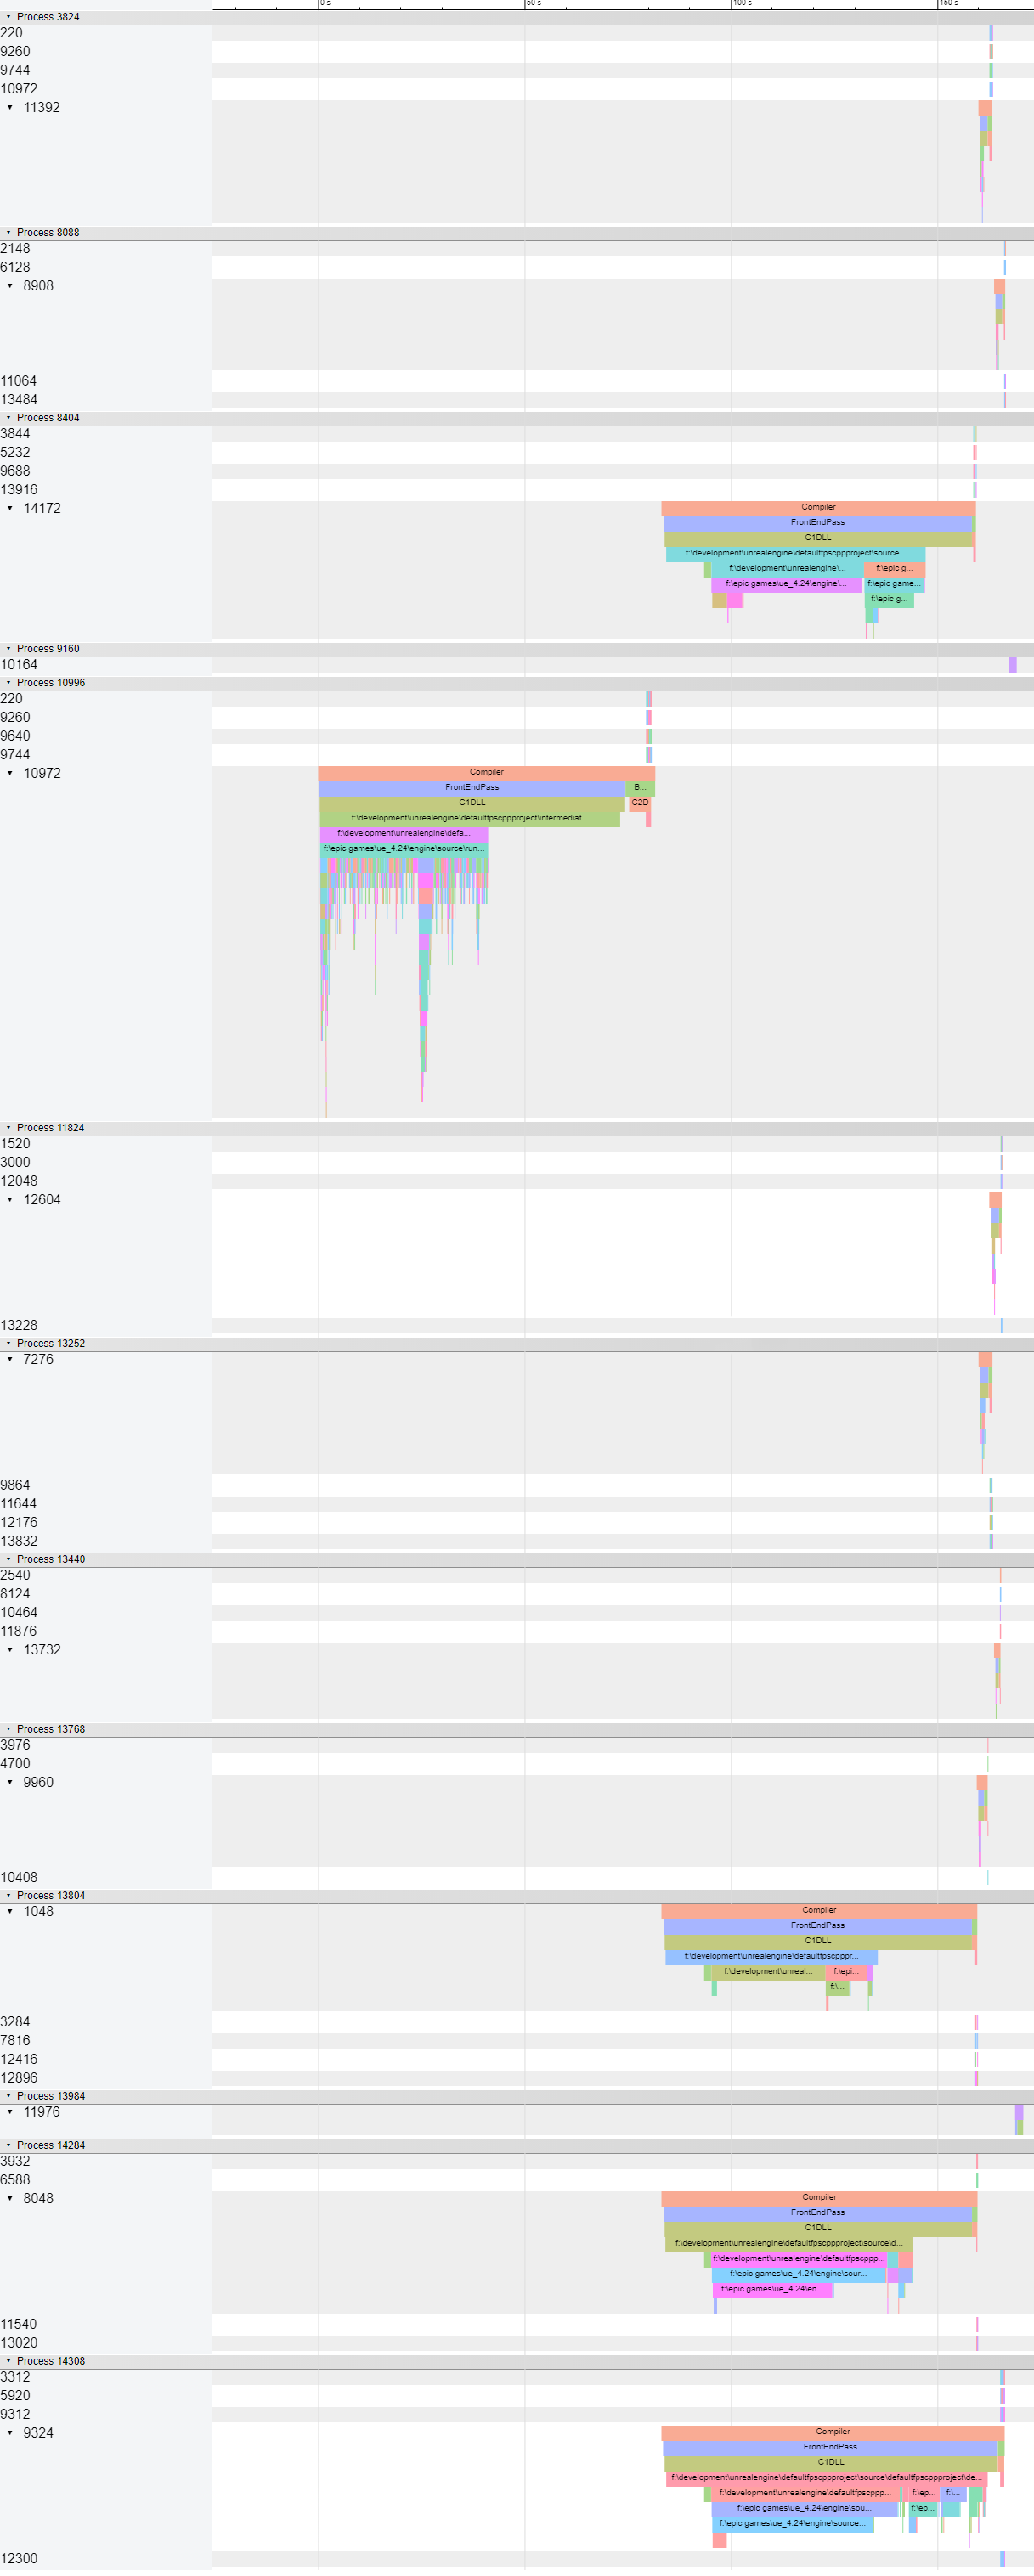 0 s 50 s 100 s 150 s
Process 3824
220
9260
9744
10972
11392
Process 8088
2148
6128
8908
11064
13484
Process 8404
3844
5232
9688
13916
14172
Compiler
FrontEndPass
C1DLL
f:\development\unrealengine\defaultfpscppproject\source...
f:\development\unrealengine\... f:\epic g...
f:\epic games\ue_4.24\engine\... f:\epic game...
f:\epic g...
Process 9160
10164
Process 10996
220
9260
9640
9744
10972
Compiler
FrontEndPass B...
C1DLL C2D
f:\development\unrealengine\defaultfpscppproject\intermediat...
f:\development\unrealengine\defa...
f:\epic games\ue_4.24\engine\source\run...
Process 11824
1520
3000
12048
12604
13228
Process 13252
7276
9864
11644
12176
13832
Process 13440
2540
8124
10464
11876
13732
Process 13768
3976
4700
9960
10408
Process 13804
1048
Compiler
FrontEndPass
C1DLL
f:\development\unrealengine\defaultfpscpppr...
f:\development\unreal... f:\epi...
f:\...
3284
7816
12416
12896
Process 13984
11976
Process 14284
3932
6588
8048
Compiler
FrontEndPass
C1DLL
f:\development\unrealengine\defaultfpscppproject\source\d...
f:\development\unrealengine\defaultfpscppp...
f:\epic games\ue_4.24\engine\sour...
f:\epic games\ue_4.24\en...
11540
13020
Process 14308
3312
5920
9312
9324
Compiler
FrontEndPass
C1DLL
f:\development\unrealengine\defaultfpscppproject\source\defaultfpscppproject\de...
f:\development\unrealengine\defaultfpscppp... f:\ep... f:\...
f:\epic games\ue_4.24\engine\sou... f:\ep...
f:\epic games\ue_4.24\engine\source...
12300